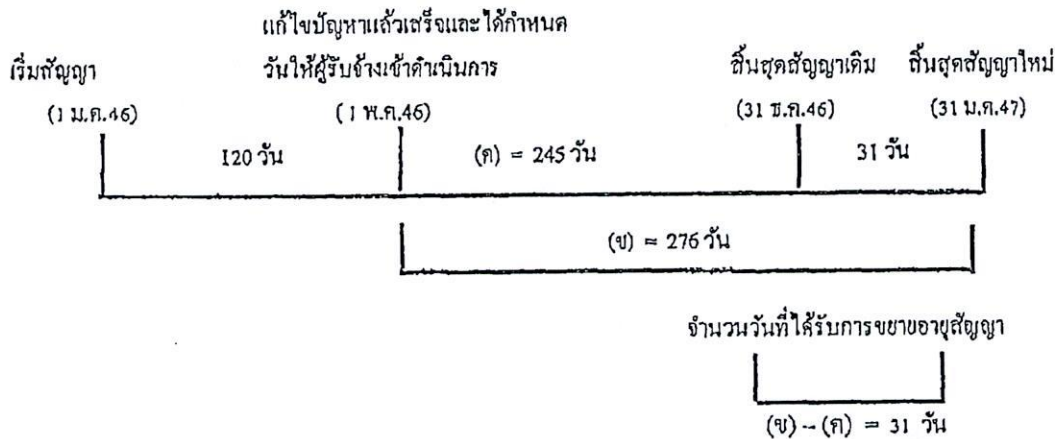 แก้ไขปัญหาแล้วเสร็จและได้กำหนด
เริ่มสัญญา วันให้ผู้รับจ้างเข้าดำเนินการ สิ้นสุดสัญญาเดิม สิ้นสุดสัญญาใหม่
(1 ม.ค.46) (1 พ.ค.46) (31 ธ.ค.46) (31 ม.ค.47)
120 วัน (ค) = 245 วัน 31 วัน
(ข) = 276 วัน
จำนวนวันที่ได้รับการขยายอายุสัญญา
(ข) - (ค) = 31 วัน